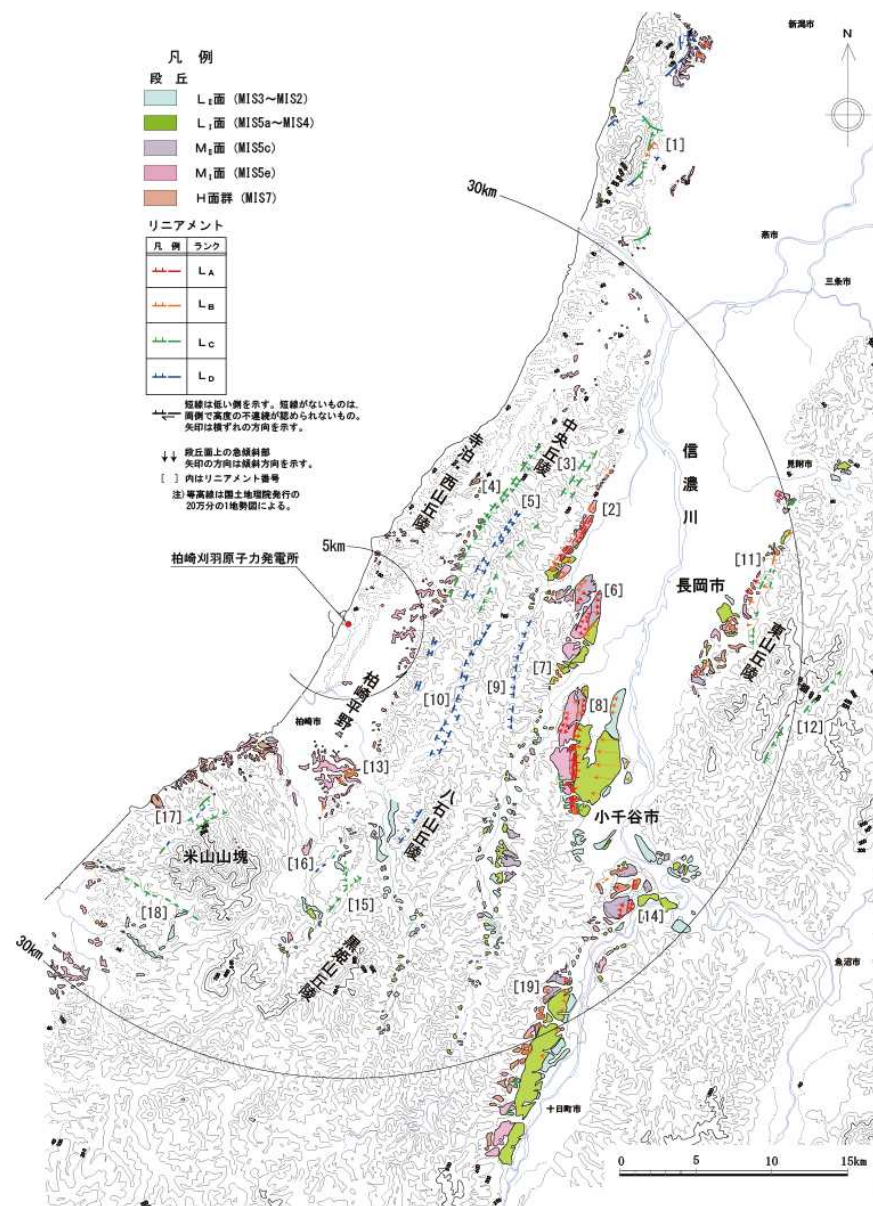 凡 例
段 丘
LⅡ面 (MIS3～MIS2)
LⅠ面 (MIS5a～MIS4)
MⅡ面 (MIS5c)
MⅠ面 (MIS5e)
H面群 (MIS7)
リニアメント
凡 例 ランク
LA
LB
LC
LD
短線は低い側を示す。短線がないものは、
両側で高度の不連続が認められないもの。
矢印は横ずれの方向を示す。
段丘面上の急傾斜部
矢印の方向は傾斜方向を示す。
[ ] 内はリニアメント番号
注) 等高線は国土地理院発行の
20万分の1地勢図による。
新潟市
N
[1]
30km
燕市
三条市
中央丘陵
寺泊・西山丘陵
[3]
[4]
[5]
[2]
信濃川
見附市
5km
柏崎刈羽原子力発電所
[6]
[11]
長岡市
東山丘陵
[7]
[9]
[10]
柏崎平野
柏崎市
[8]
[12]
[13]
八石山丘陵
小千谷市
[17]
米山山塊
[16]
[15]
[18]
[14]
黒姫山丘陵
30km
魚沼市
[19]
十日町市
0 5 10 15km